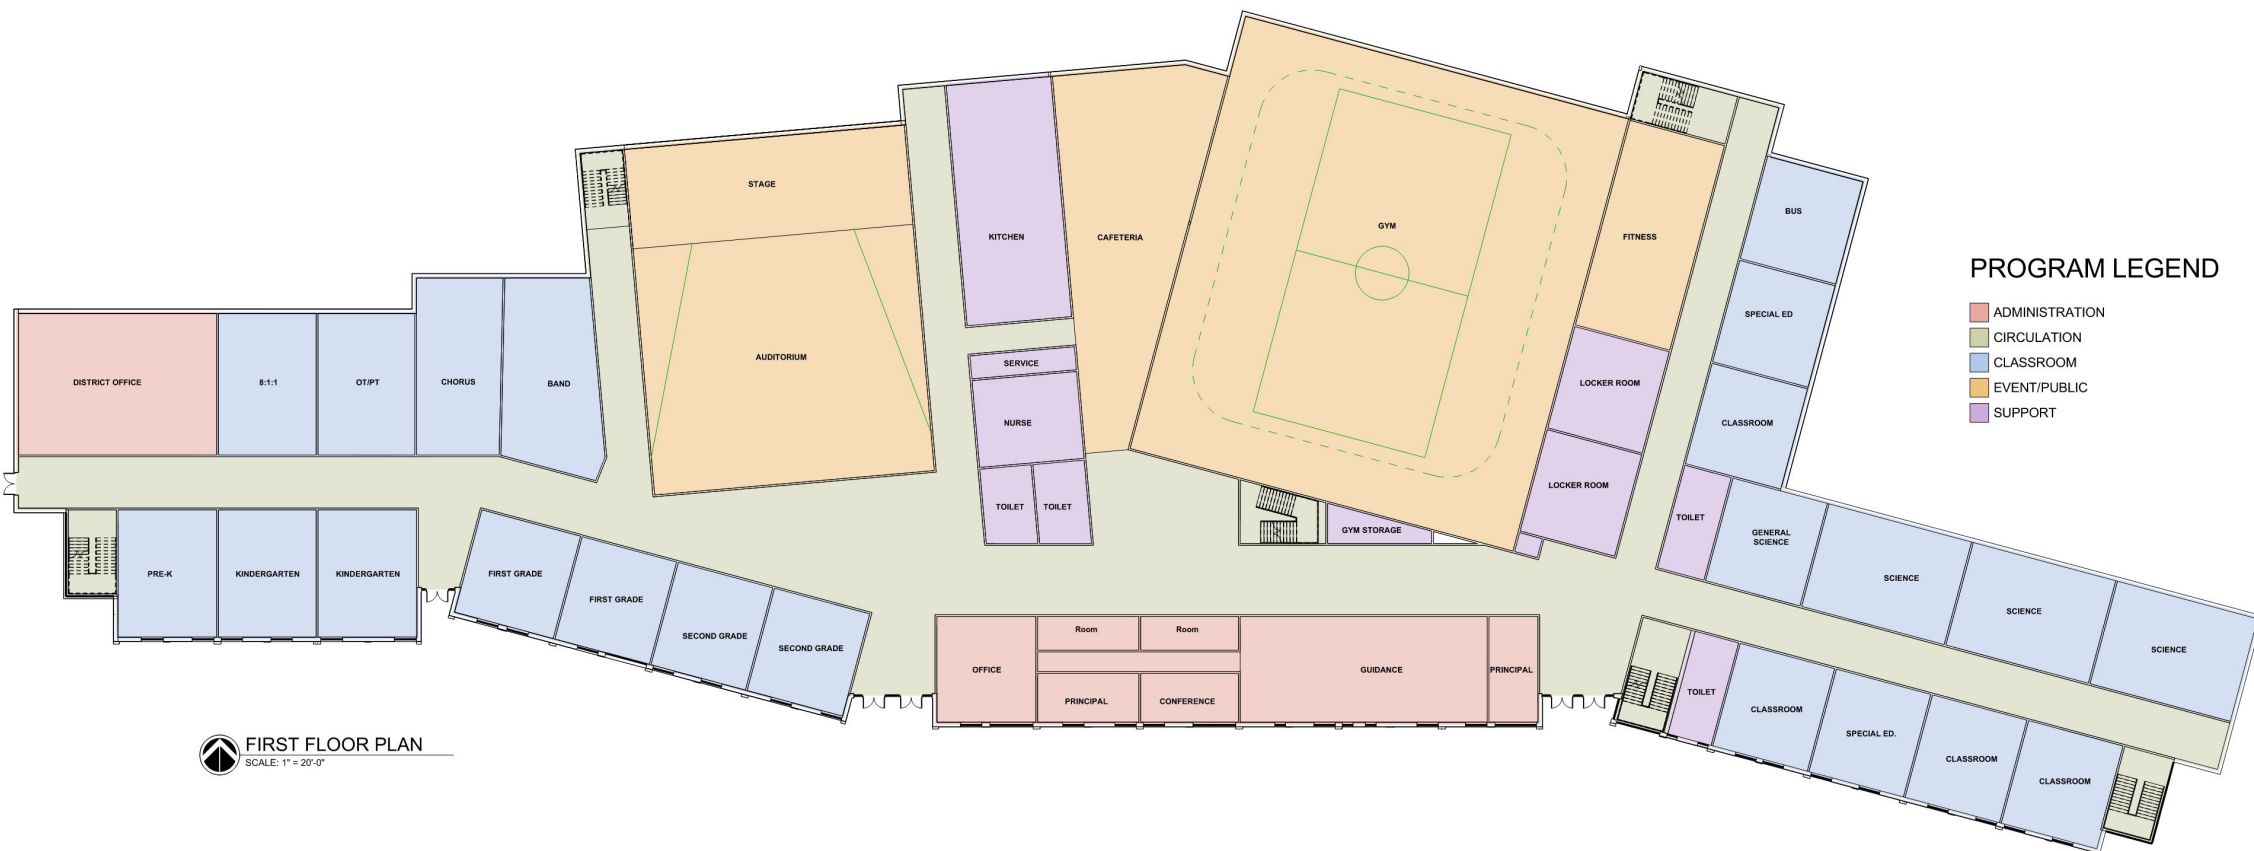 STAGE
KITCHEN
CAFETERIA
GYM
FITNESS
BUS
SPECIAL ED
CLASSROOM
LOCKER ROOM
LOCKER ROOM
DISTRICT OFFICE
8:1:1
OT/PT
CHORUS
BAND
AUDITORIUM
SERVICE
NURSE
TOILET
TOILET
GYM STORAGE
TOILET
GENERAL
SCIENCE
SCIENCE
SCIENCE
SCIENCE
PRE-K
KINDERGARTEN
KINDERGARTEN
FIRST GRADE
FIRST GRADE
SECOND GRADE
SECOND GRADE
OFFICE
Room
Room
PRINCIPAL
CONFERENCE
GUIDANCE
PRINCIPAL
TOILET
CLASSROOM
SPECIAL ED.
CLASSROOM
CLASSROOM
PROGRAM LEGEND
ADMINISTRATION
CIRCULATION
CLASSROOM
EVENT/PUBLIC
SUPPORT
FIRST FLOOR PLAN
SCALE: 1" = 20'-0"